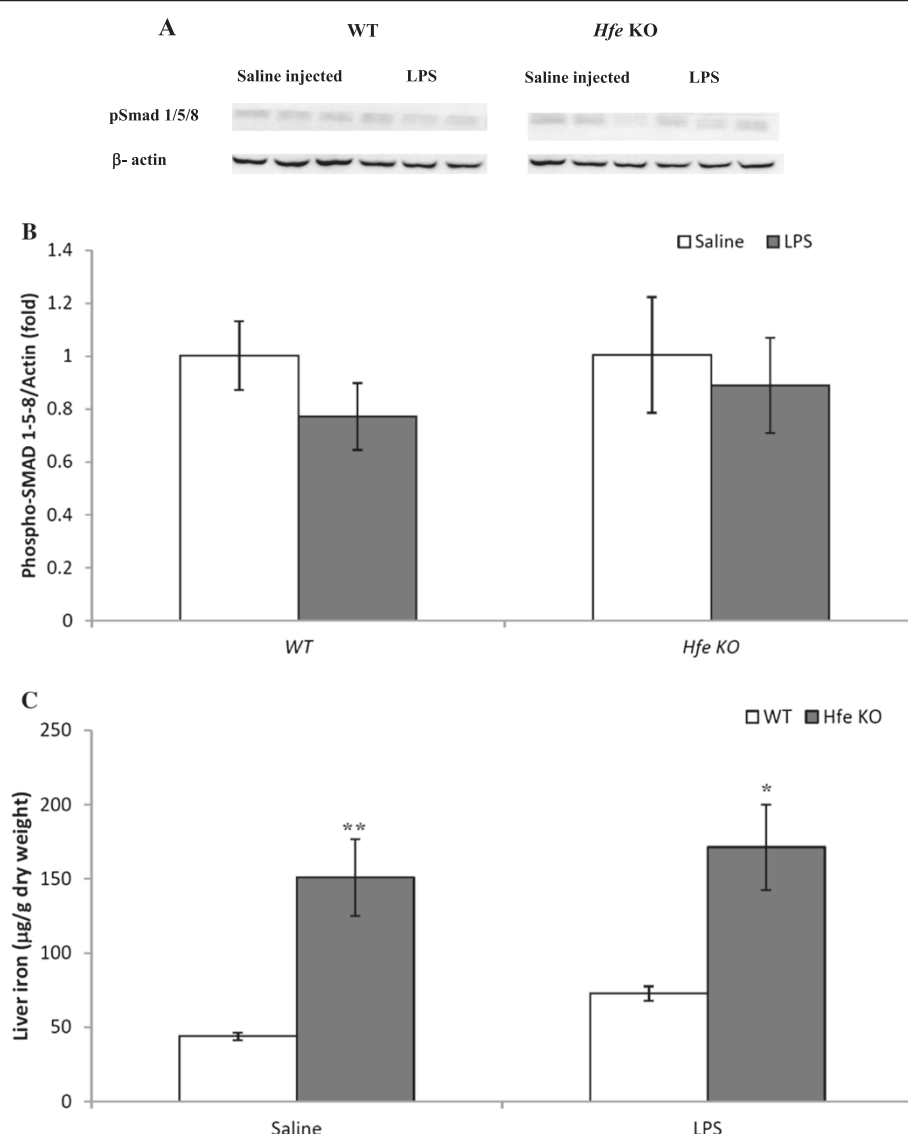 A WT Hfe KO
Saline injected LPS Saline injected LPS
pSmad 1/5/8
β- actin
B
Saline LPS
Phospho-SMAD 1-5-8/Actin (fold)
1.4
1.2
1
0.8
0.6
0.4
0.2
0
WT Hfe KO
C
WT Hfe KO
Liver iron (µg/g dry weight)
250
200
150
100
50
0
**
*
Saline LPS